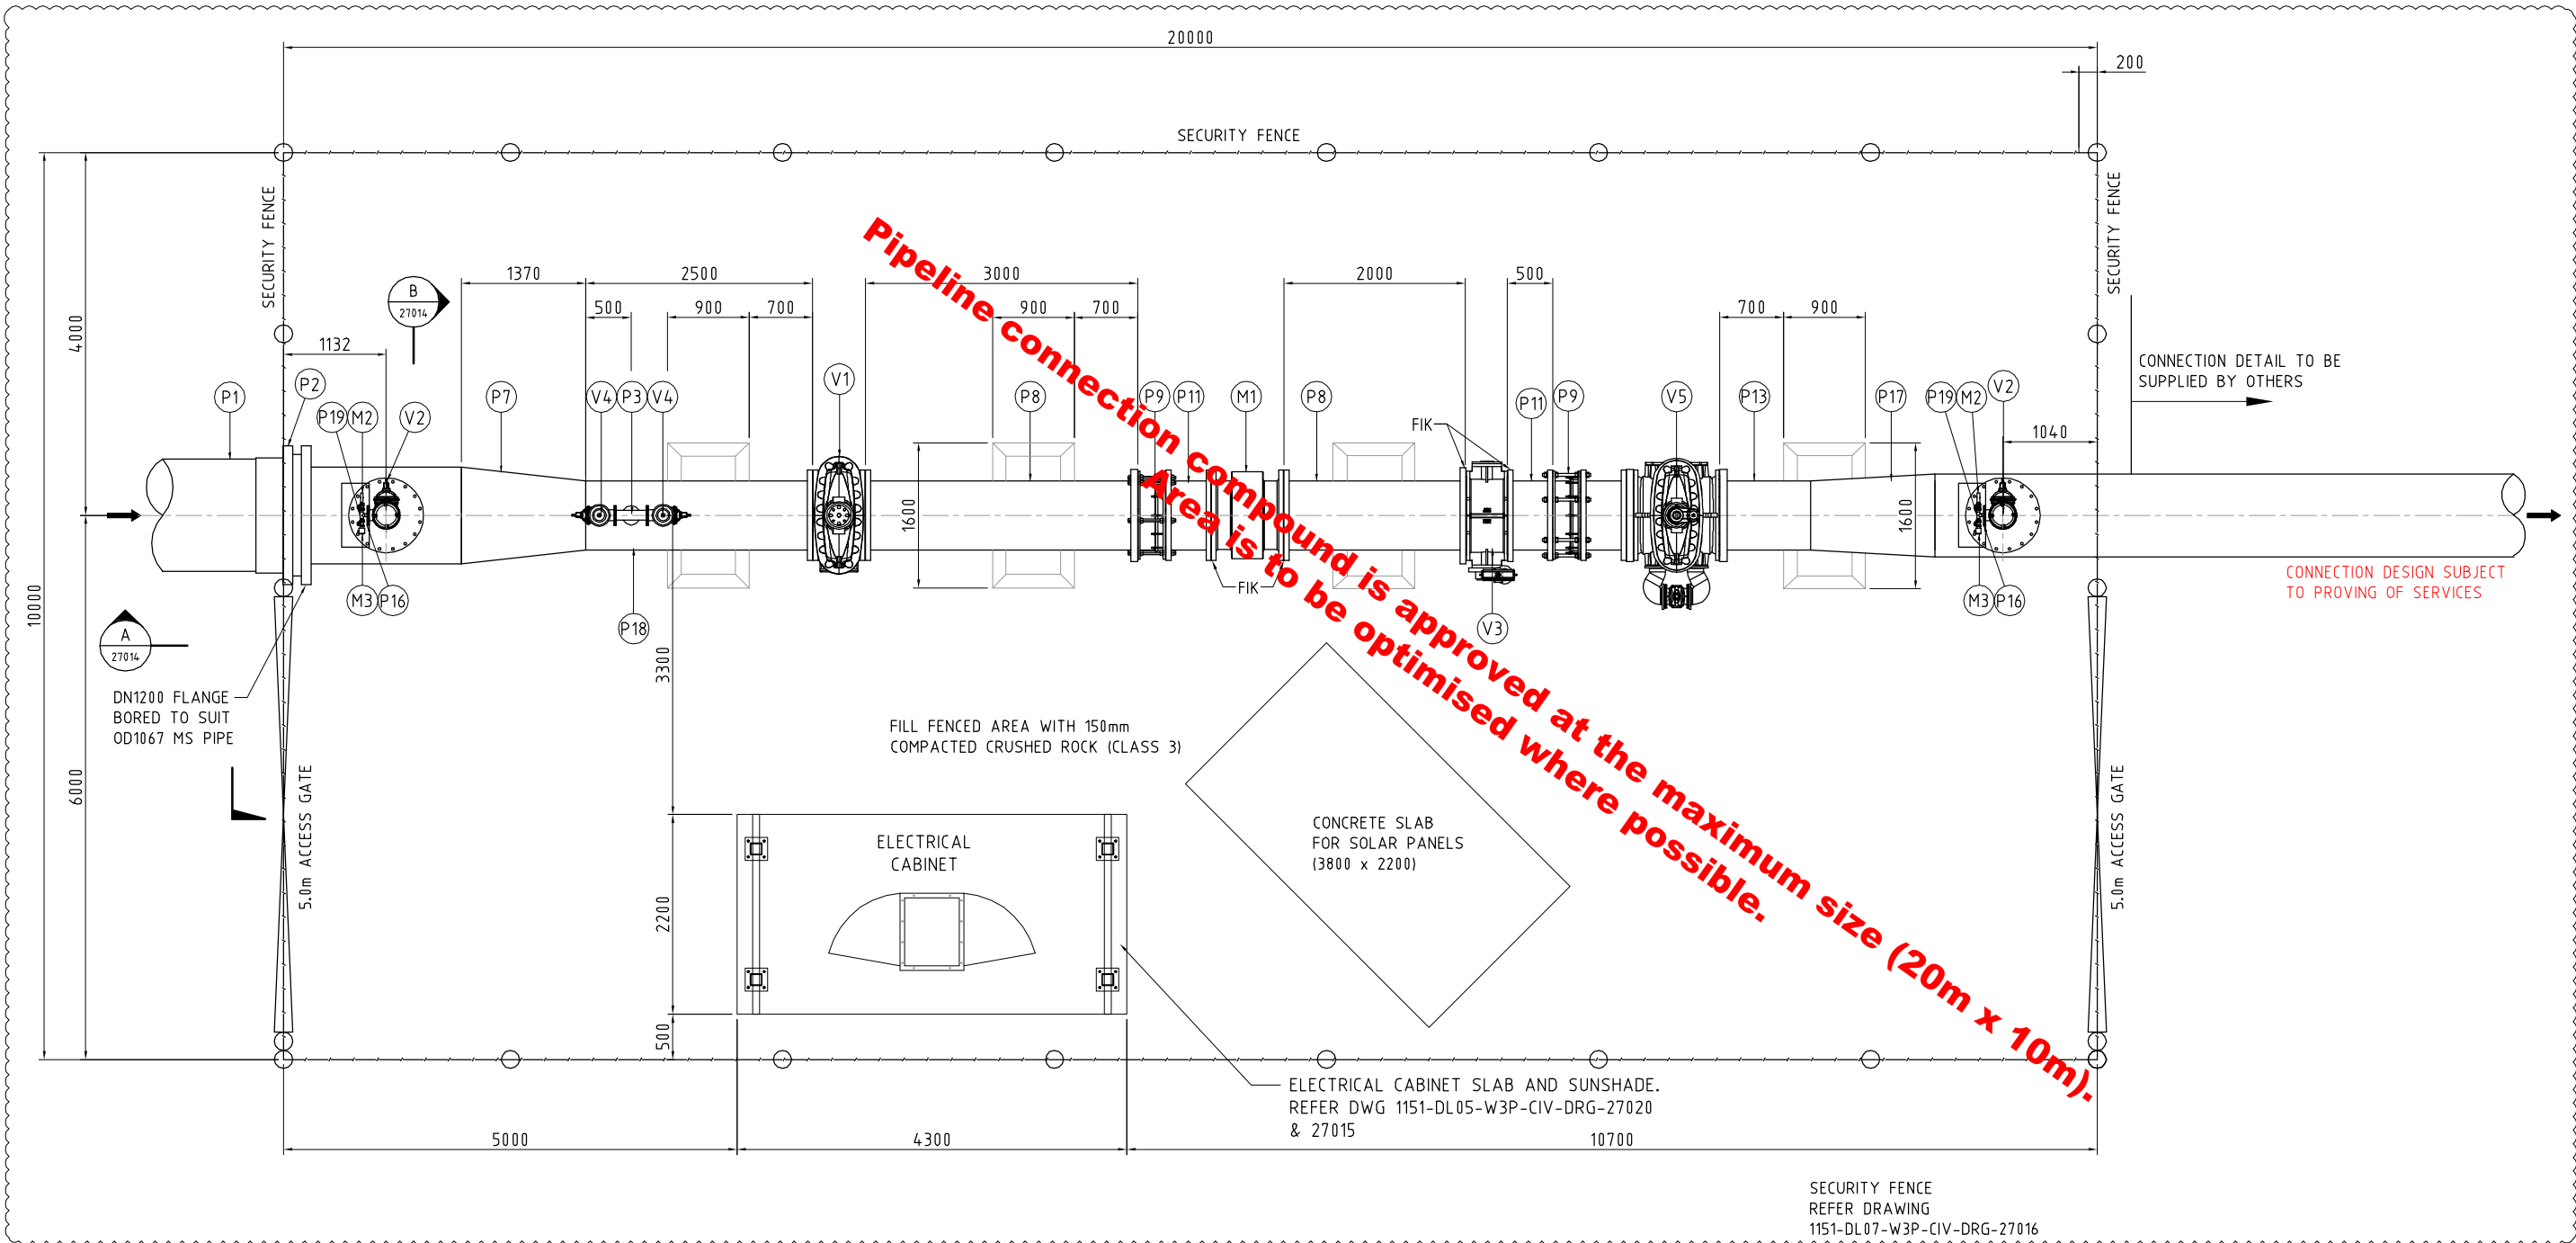 20000
200
SECURITY FENCE
SECURITY FENCE
SECURITY FENCE
4000
10000
6000
1370
2500
3000
2000
500
500
900
700
900
700
700
900
1132
B
27014
P1
P2
P19
M2
V2
P7
V4
P3
V4
V1
P8
P9
P11
M1
P8
FIK
P11
P9
V5
P13
P17
P19
M2
V2
1040
CONNECTION DETAIL TO BE
SUPPLIED BY OTHERS
1600
1600
M3
P16
P18
FIK
V3
M3
P16
CONNECTION DESIGN SUBJECT
TO PROVING OF SERVICES
A
27014
DN1200 FLANGE
BORED TO SUIT
OD1067 MS PIPE
3300
2200
500
5.0m ACCESS GATE
5.0m ACCESS GATE
FILL FENCED AREA WITH 150mm
COMPACTED CRUSHED ROCK (CLASS 3)
ELECTRICAL
CABINET
CONCRETE SLAB
FOR SOLAR PANELS
(3800 x 2200)
Pipeline connection compound is approved at the maximum size (20m x 10m).
Area is to be optimised where possible.
ELECTRICAL CABINET SLAB AND SUNSHADE.
REFER DWG 1151-DL05-W3P-CIV-DRG-27020
& 27015
5000
4300
10700
SECURITY FENCE
REFER DRAWING
1151-DL07-W3P-CIV-DRG-27016